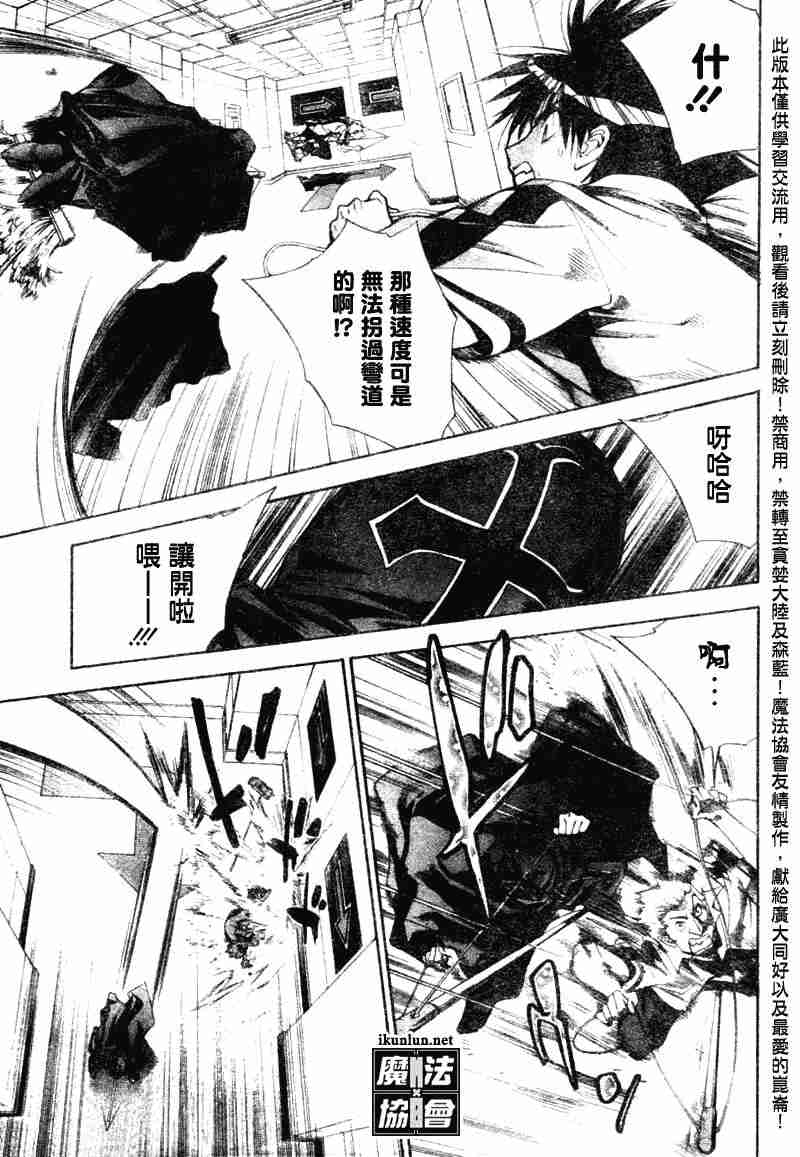 什!!
那種速度可是
無法拐過彎道
的啊!?
呀哈哈
讓開啦
喂——!!!
啊…
ikunlun.net
魔法
協會
此版本僅供學習交流用，觀看後請立刻刪除！禁商用，禁轉至貪婪大陸及森藍！魔法協會友情製作，獻給廣大同好以及最愛的崑崙！